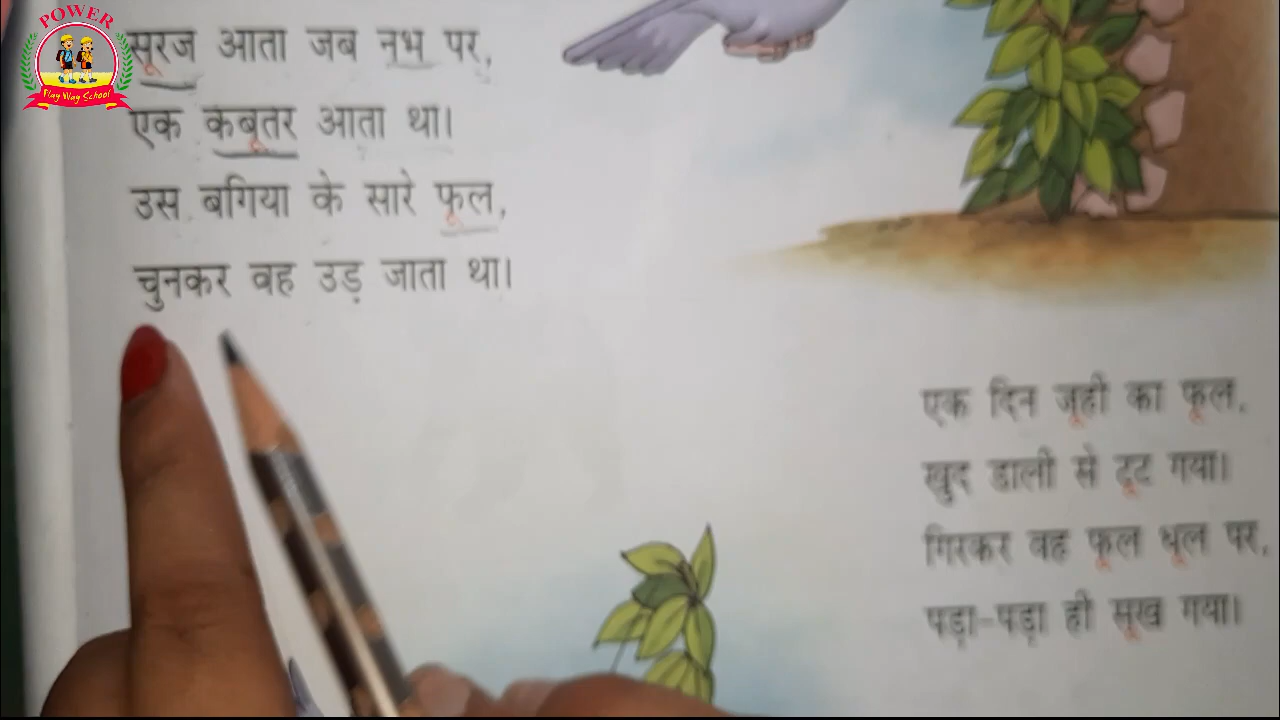 POWER
Play Way School
सूरज आता जब नभ पर,
एक कबूतर आता था।
उस बगिया के सारे फूल,
चुनकर वह उड़ जाता था।
एक दिन जूही का फूल,
खुद डाली से टूट गया।
गिरकर वह फूल धूल पर,
पड़ा-पड़ा ही सूख गया।